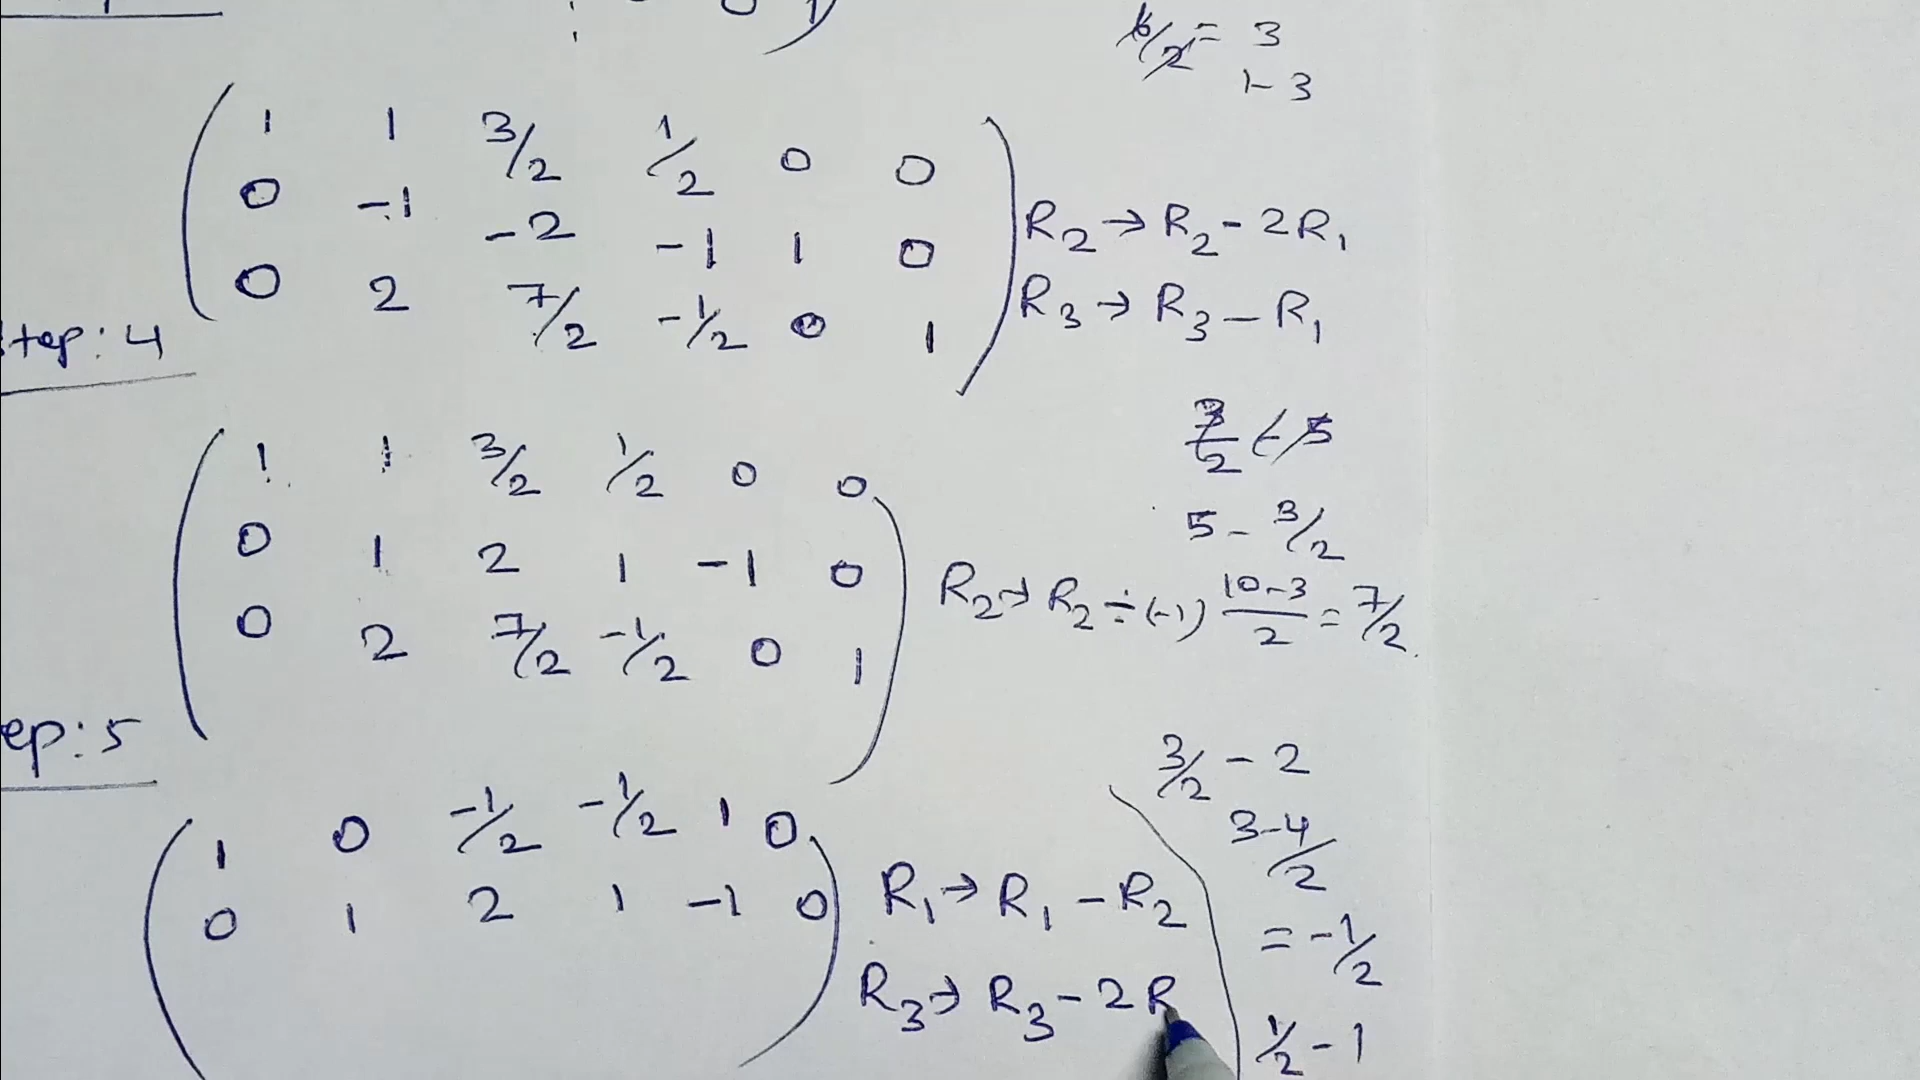 6/2 = 3
1-3
1 1 3/2 1/2 0 0
0 -1 -2 -1 1 0
0 2 7/2 -1/2 0 1
R2 → R2 - 2R1
R3 → R3 - R1
tep: 4
5 - 3/2
1 1 3/2 1/2 0 0
0 1 2 1 -1 0
0 2 7/2 -1/2 0 1
R2 → R2 ÷ (-1)
10-3/2 = 7/2
ep: 5
3/2 - 2
3-4/2
= -1/2
1/2 - 1
1 0 -1/2 -1/2 1 0
0 1 2 1 -1 0
R1 → R1 - R2
R3 → R3 - 2R